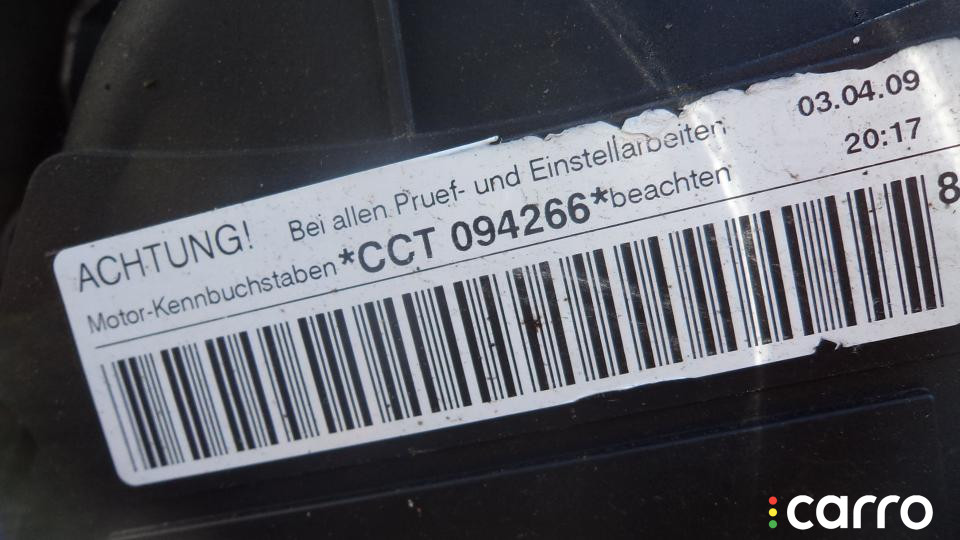 03.04.09
20:17
ACHTUNG! Bei allen Pruef- und Einstellarbeiten
Motor-Kennbuchstaben *CCT 094266* beachten
8
carro